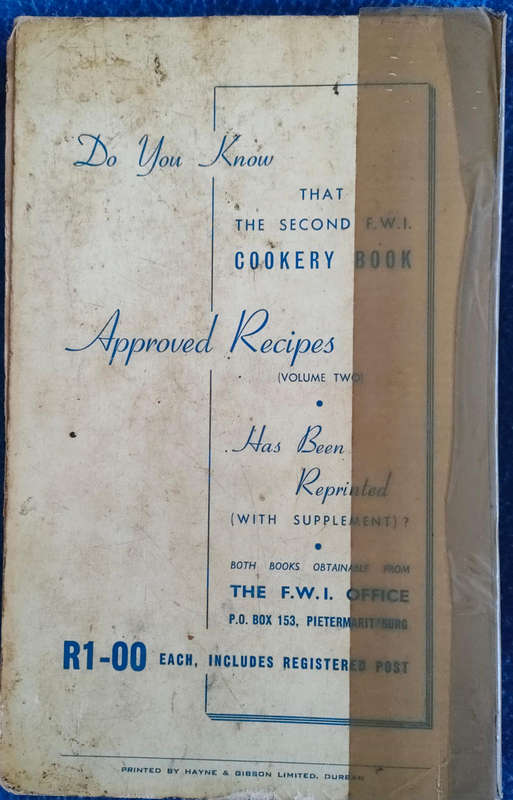 Do You Know
THAT
THE SECOND F.W.I.
COOKERY BOOK
Approved Recipes
(VOLUME TWO)
Has Been
Reprinted
(WITH SUPPLEMENT)?
BOTH BOOKS OBTAINABLE FROM
THE F.W.I. OFFICE
P.O. BOX 153, PIETERMARITZBURG
R1-00 EACH, INCLUDES REGISTERED POST
PRINTED BY HAYNE & GIBSON LIMITED, DURBAN